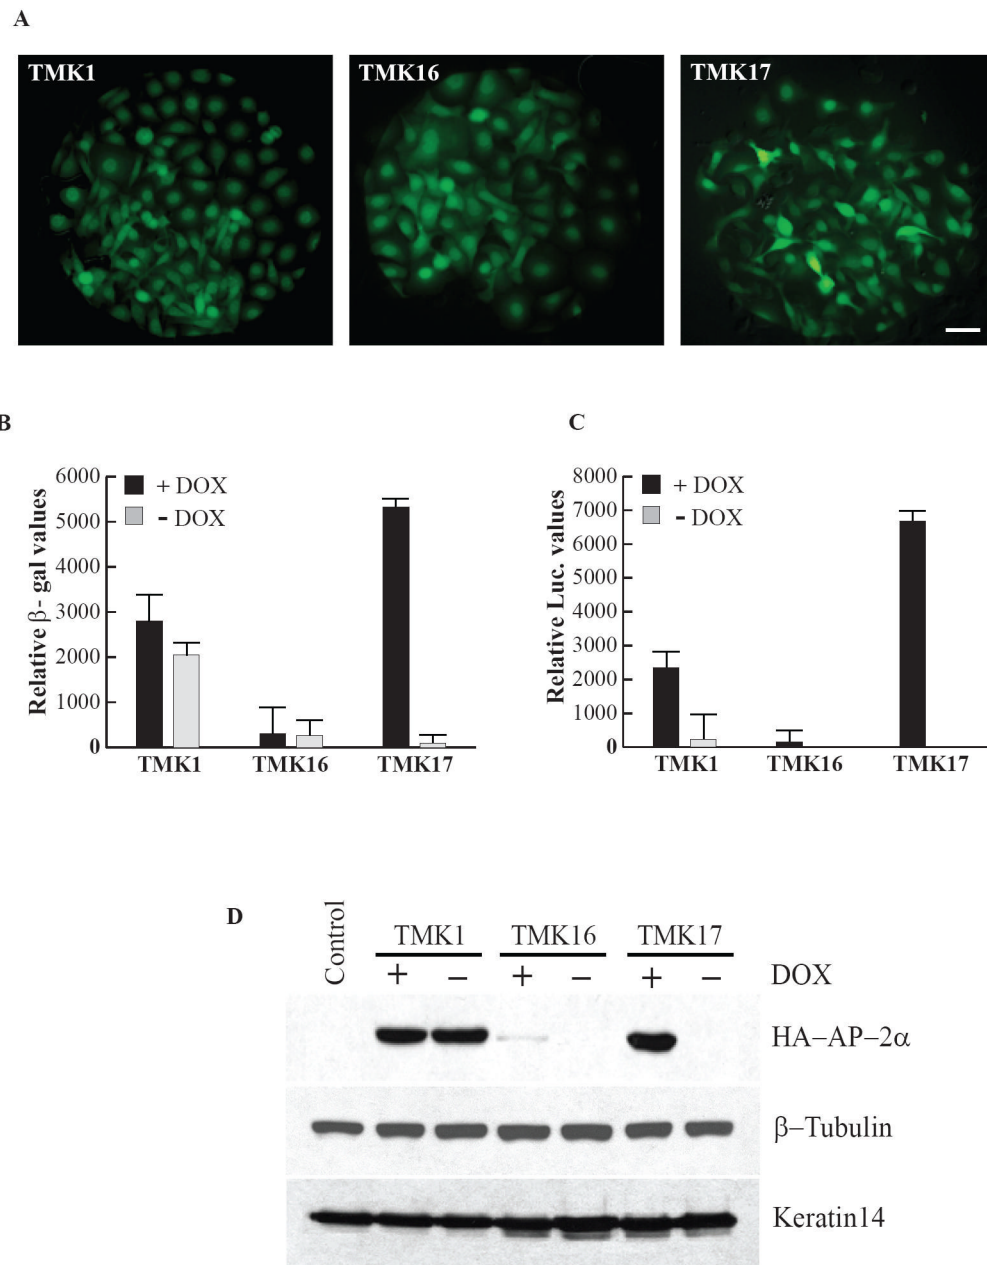 A
TMK1 TMK16 TMK17
B
Relative β- gal values
6000
5000
4000
3000
2000
1000
0
+ DOX
- DOX
TMK1 TMK16 TMK17
C
Relative Luc. values
8000
7000
6000
5000
4000
3000
2000
1000
0
+ DOX
- DOX
TMK1 TMK16 TMK17
D
Control TMK1 TMK16 TMK17
+ − + − + − DOX
HA–AP–2α
β–Tubulin
Keratin14